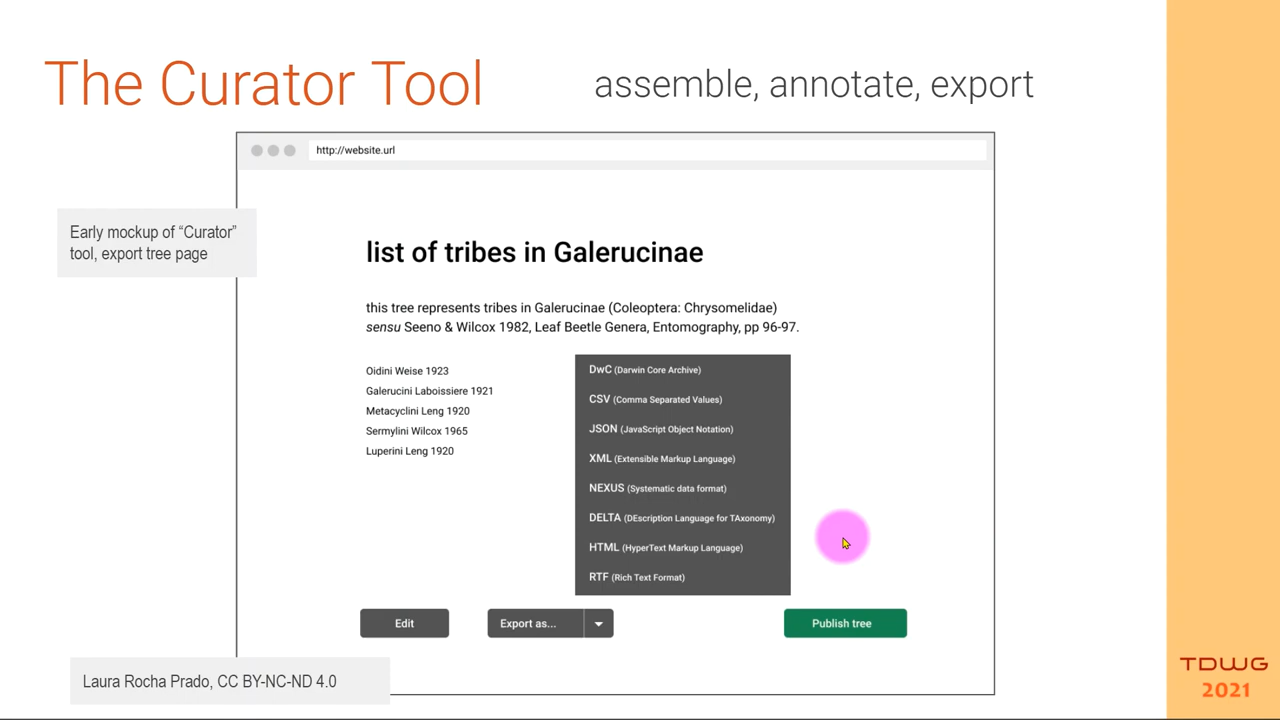 The Curator Tool
assemble, annotate, export
http://website.url
Early mockup of “Curator”
tool, export tree page
list of tribes in Galerucinae
this tree represents tribes in Galerucinae (Coleoptera: Chrysomelidae)
sensu Seeno & Wilcox 1982, Leaf Beetle Genera, Entomography, pp 96-97.
Oidini Weise 1923
Galerucini Laboissiere 1921
Metacyclini Leng 1920
Sermylini Wilcox 1965
Luperini Leng 1920
DwC (Darwin Core Archive)
CSV (Comma Separated Values)
JSON (JavaScript Object Notation)
XML (Extensible Markup Language)
NEXUS (Systematic data format)
DELTA (DEscription Language for TAxonomy)
HTML (HyperText Markup Language)
RTF (Rich Text Format)
Edit
Export as...
Publish tree
Laura Rocha Prado, CC BY-NC-ND 4.0
TDWG
2021